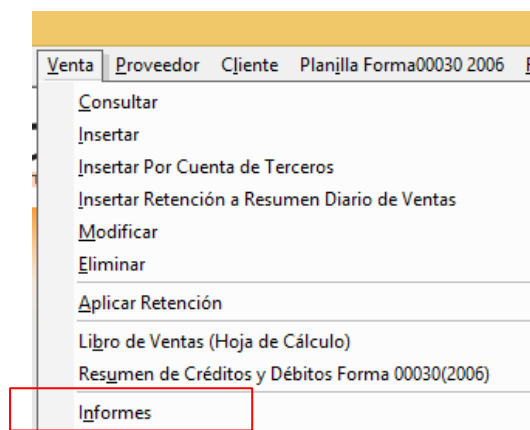 Venta Proveedor Cliente Planilla Forma00030 2006
Consultar
Insertar
Insertar Por Cuenta de Terceros
Insertar Retención a Resumen Diario de Ventas
Modificar
Eliminar
Aplicar Retención
Libro de Ventas (Hoja de Cálculo)
Resumen de Créditos y Débitos Forma 00030(2006)
Informes